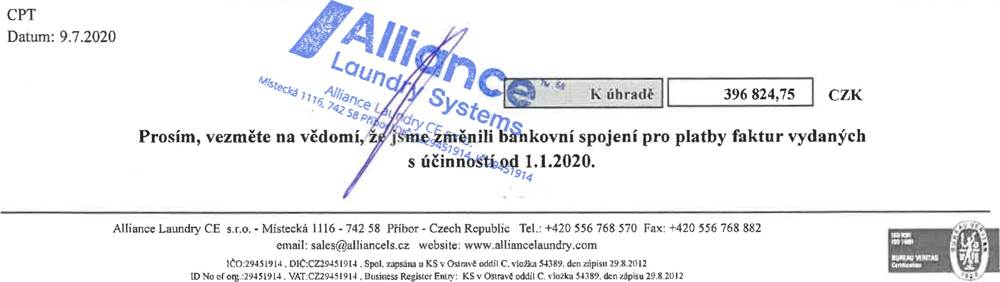 CPT
Datum: 9.7.2020
Alliance
Laundry Systems
Alliance Laundry CE s.r.o.
Místecká 1116, 742 58 Příbor
29451914, IČ:29451914
K úhradě 396 824,75 CZK
Prosím, vezměte na vědomí, že jsme změnili bankovní spojení pro platby faktur vydaných
s účinností od 1.1.2020.
Alliance Laundry CE s.r.o. - Místecká 1116 - 742 58 Příbor - Czech Republic Tel.: +420 556 768 570 Fax: +420 556 768 882
email: sales@alliancels.cz website: www.alliancelaundry.com
IČO:29451914 , DIČ:CZ29451914 , Spol. zapsána u KS v Ostravě oddíl C, vložka 54389, den zápisu 29.8.2012
ID No of org.:29451914 , VAT:CZ29451914 , Business Register Entry: KS v Ostravě oddíl C, vložka 54389, den zápisu 29.8.2012
BUREAU VERITAS
Certification
BUREAU VERITAS
1828